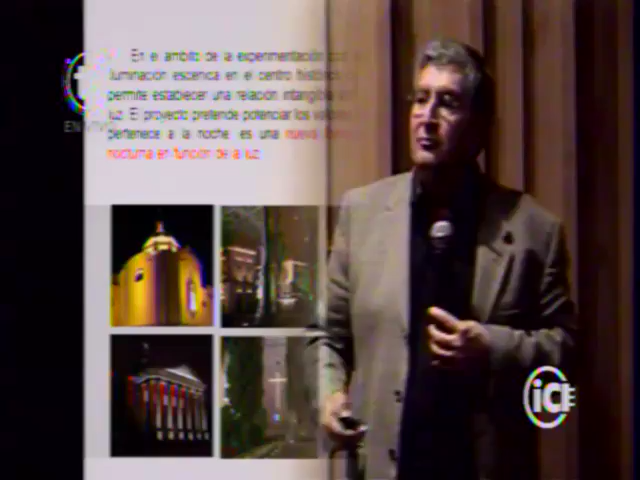 En el ámbito de la experimentación
iluminación escénica en el centro histórico
permite establecer una relación intangible
luz. El proyecto pretende potenciar los
pertenece a la noche: es una nueva
nocturna en función de la luz
EN VIVO